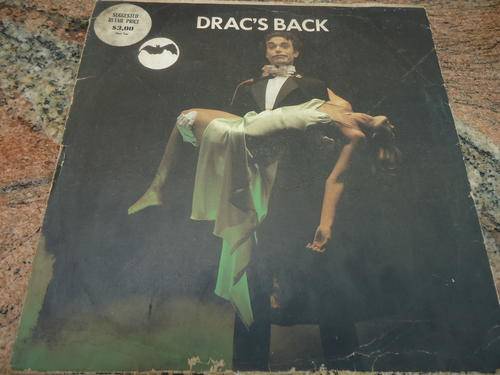 DRAC'S BACK
SUGGESTED
RETAIL PRICE
$3.00